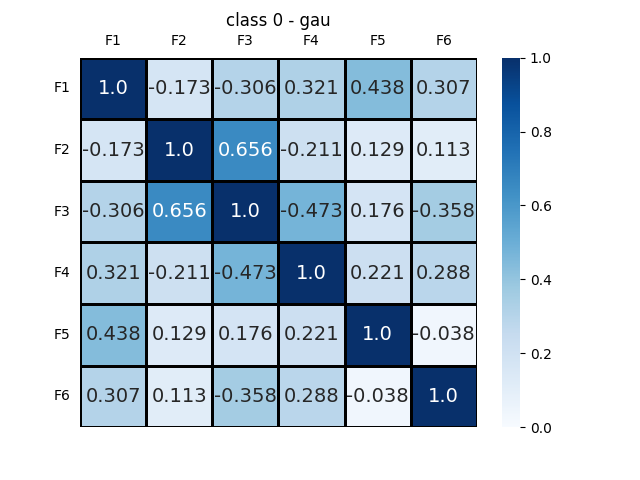 class 0 - gau
F1 F2 F3 F4 F5 F6
F1 1.0 -0.173 -0.306 0.321 0.438 0.307
F2 -0.173 1.0 0.656 -0.211 0.129 0.113
F3 -0.306 0.656 1.0 -0.473 0.176 -0.358
F4 0.321 -0.211 -0.473 1.0 0.221 0.288
F5 0.438 0.129 0.176 0.221 1.0 -0.038
F6 0.307 0.113 -0.358 0.288 -0.038 1.0
1.0
0.8
0.6
0.4
0.2
0.0